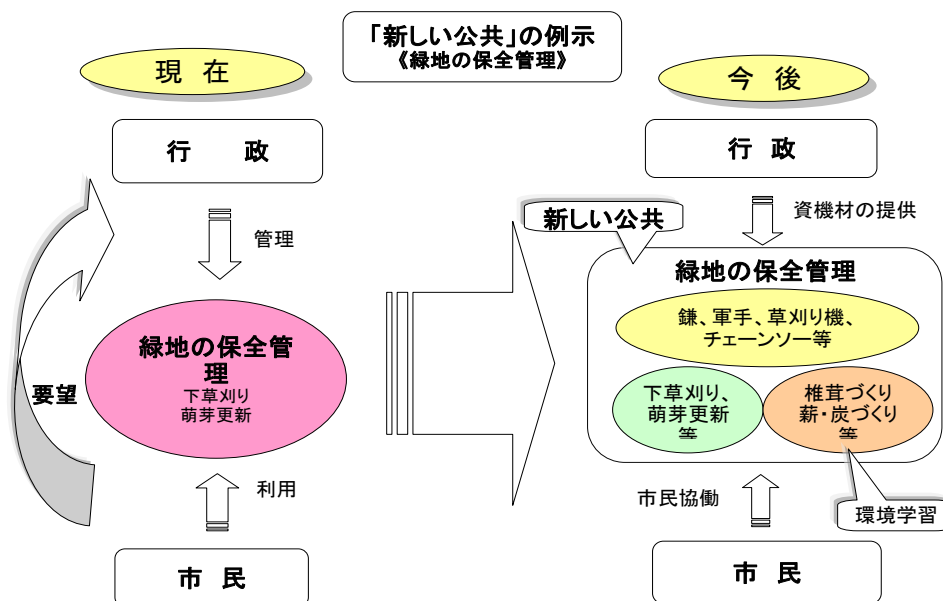 「新しい公共」の例示
《緑地の保全管理》
現 在
行 政
管理
緑地の保全管
理
下草刈り
萌芽更新
要望
利用
市 民
今 後
行 政
資機材の提供
新しい公共
緑地の保全管理
鎌、軍手、草刈り機、
チェーンソー等
下草刈り、
萌芽更新
等
椎茸づくり
薪・炭づくり
等
環境学習
市民協働
市 民